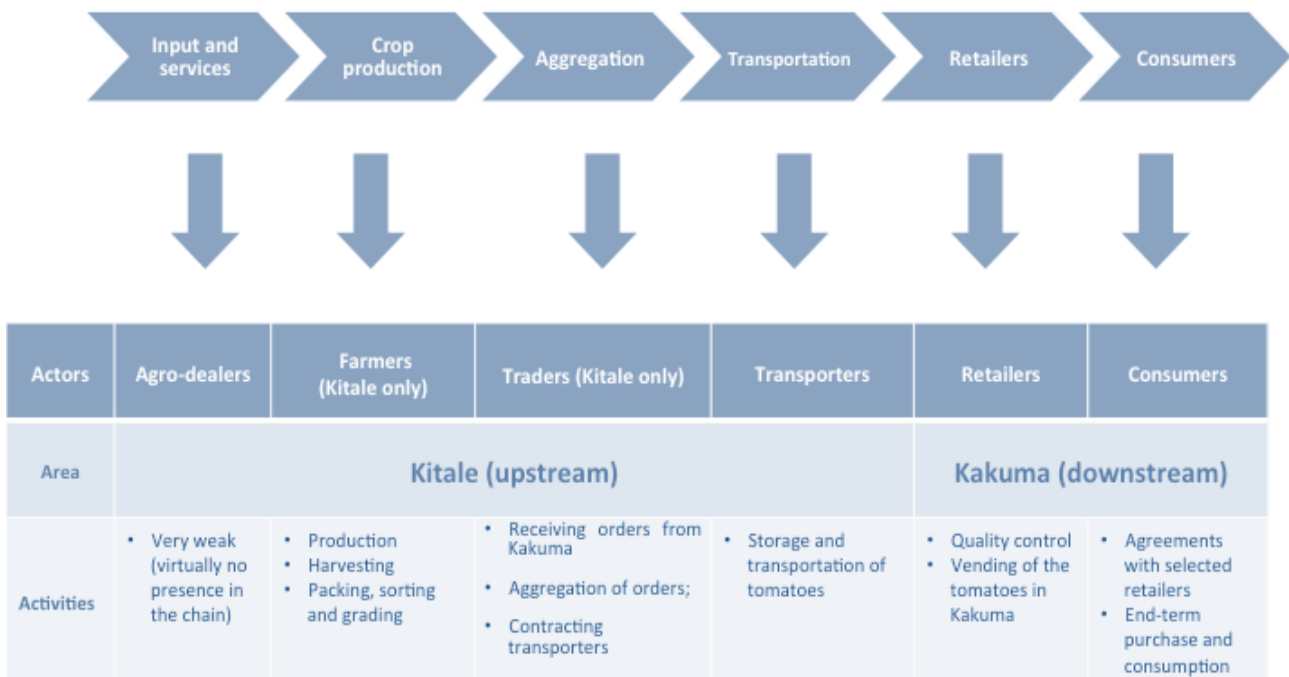 Input and
services
Crop
production
Aggregation
Transportation
Retailers
Consumers
Actors
Agro-dealers
Farmers
(Kitale only)
Traders (Kitale only)
Transporters
Retailers
Consumers
Area
Kitale (upstream)
Kakuma (downstream)
Activities
• Very weak
(virtually no
presence in
the chain)
• Production
• Harvesting
• Packing, sorting
and grading
• Receiving orders from
Kakuma
• Aggregation of orders;
• Contracting
transporters
• Storage and
transportation of
tomatoes
• Quality control
• Vending of the
tomatoes in
Kakuma
• Agreements
with selected
retailers
• End-term
purchase and
consumption